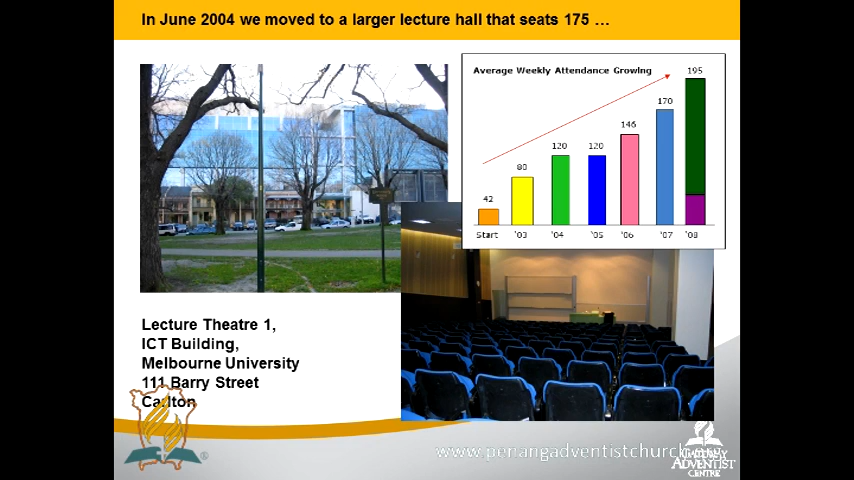 In June 2004 we moved to a larger lecture hall that seats 175 …
Average Weekly Attendance Growing
195
170
146
120
120
80
42
Start
'03
'04
'05
'06
'07
'08
Lecture Theatre 1,
ICT Building,
Melbourne University
111 Barry Street
Carlton
®
www.penangadventistchurch.org
ADVENTIST
CENTRE